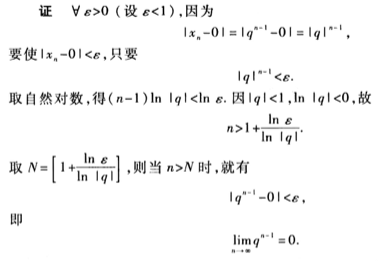 证 ∀ ε>0 (设 ε<1),因为
|xₙ-0|=|qⁿ⁻¹-0|=|q|ⁿ⁻¹,
要使|xₙ-0|<ε,只要
|q|ⁿ⁻¹<ε.
取自然对数,得(n-1)ln |q|<ln ε. 因|q|<1,ln |q|<0,故
n>1+ln ε/ln |q|.
取 N=[1+ln ε/ln |q|],则当 n>N 时,就有
|qⁿ⁻¹-0|<ε,
即
lim n→∞ qⁿ⁻¹=0.